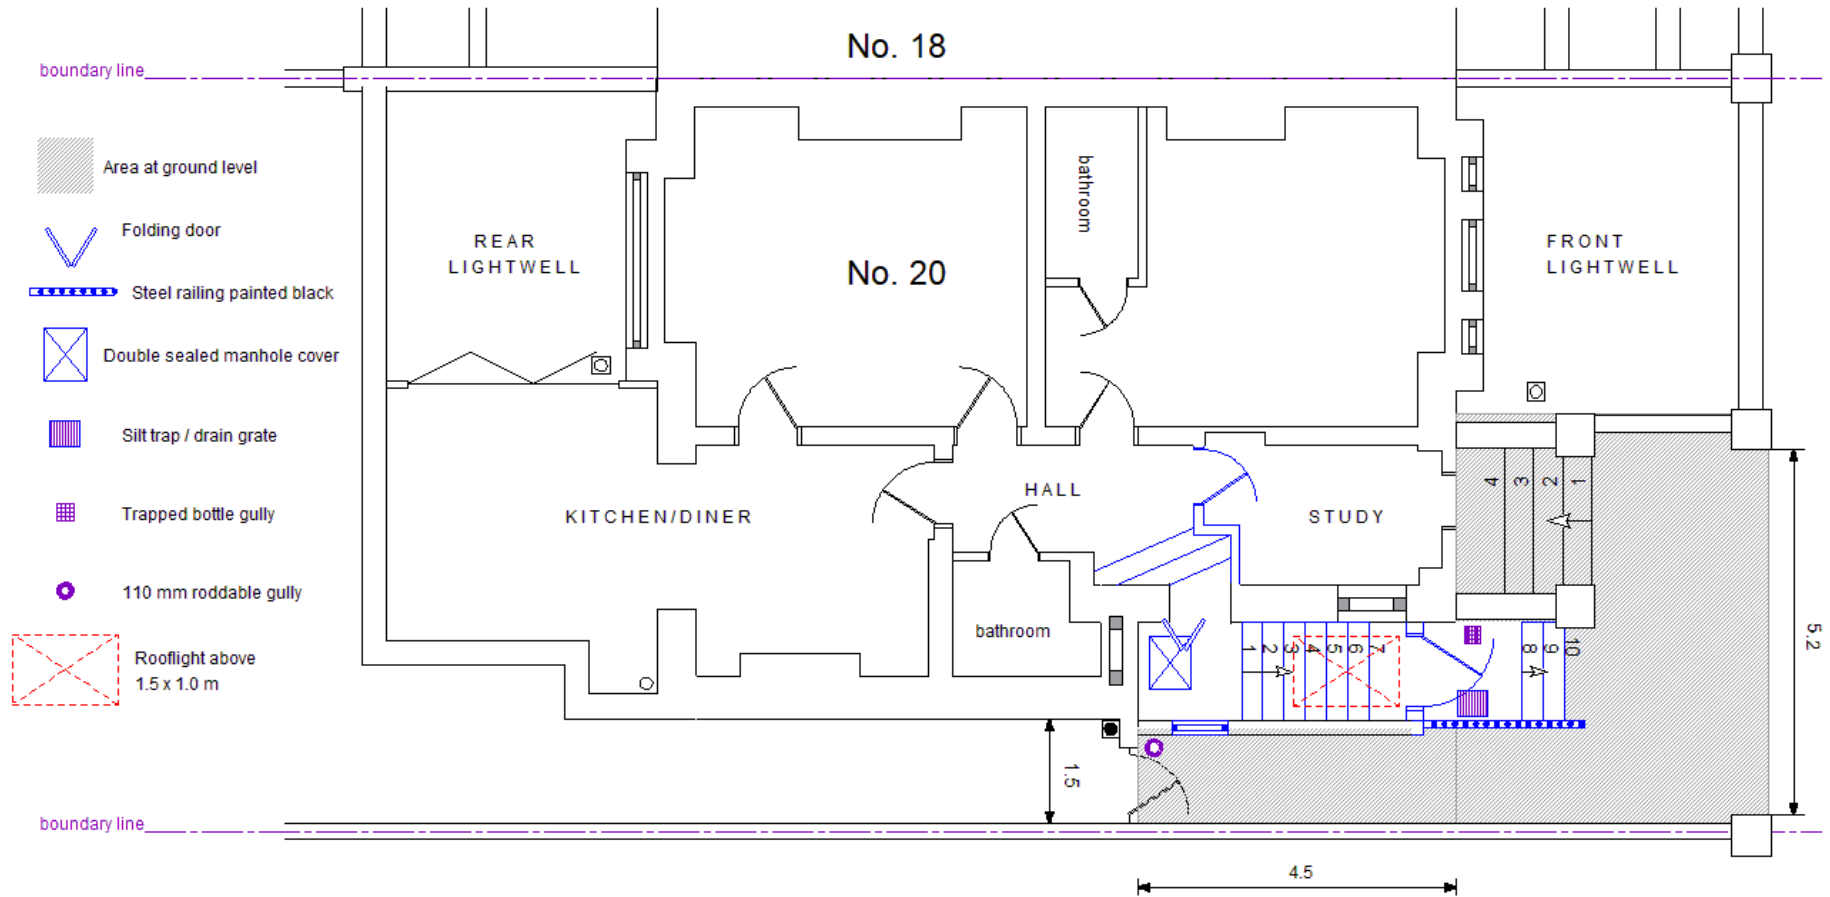 No. 18
boundary line
Area at ground level
Folding door
Steel railing painted black
Double sealed manhole cover
Silt trap / drain grate
Trapped bottle gully
110 mm roddable gully
Rooflight above
1.5 x 1.0 m
boundary line
REAR
LIGHTWELL
No. 20
bathroom
FRONT
LIGHTWELL
KITCHEN/DINER
HALL
STUDY
bathroom
4 3 2 1
1 2 3 4 5 6 7
8 9 10
1.5
5.2
4.5